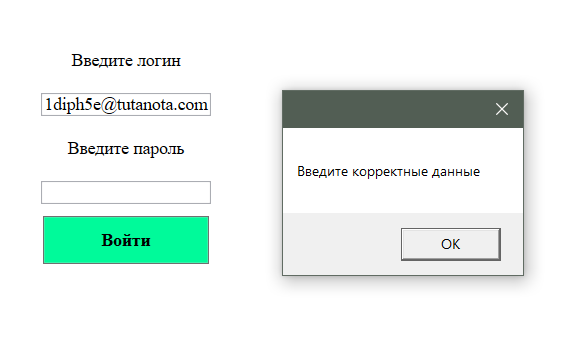 Введите логин
1diph5e@tutanota.com
Введите пароль
Войти
Введите корректные данные
OK